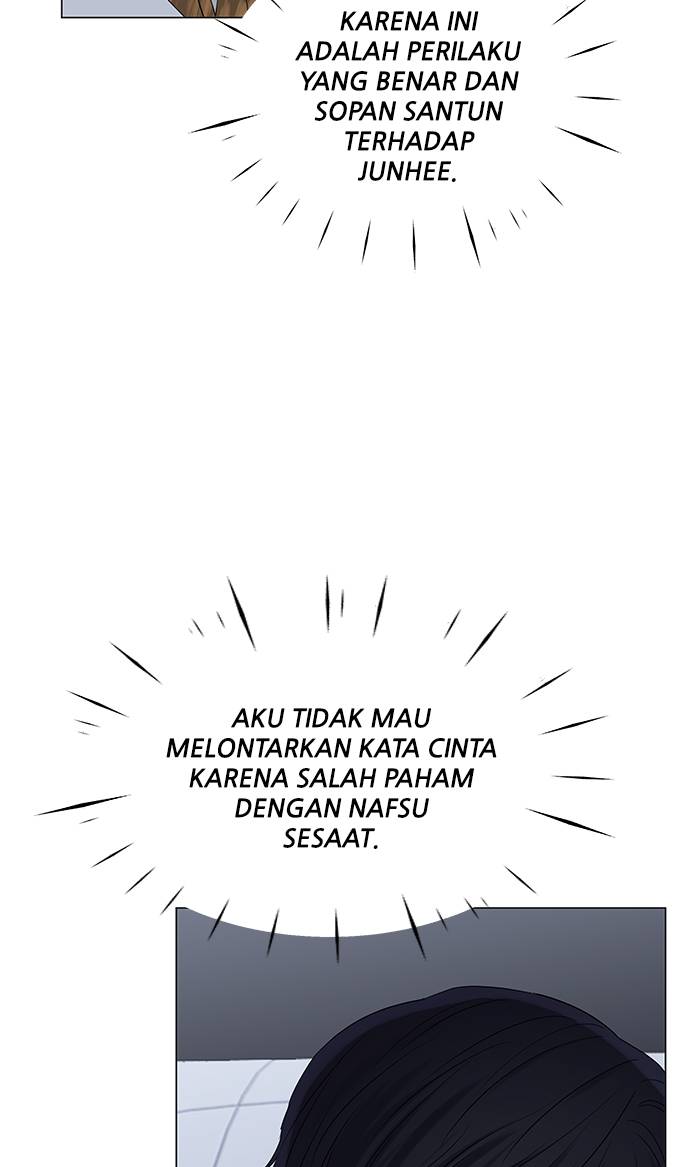 KARENA INI
ADALAH PERILAKU
YANG BENAR DAN
SOPAN SANTUN
TERHADAP
JUNHEE.
AKU TIDAK MAU
MELONTARKAN KATA CINTA
KARENA SALAH PAHAM
DENGAN NAFSU
SESAAT.